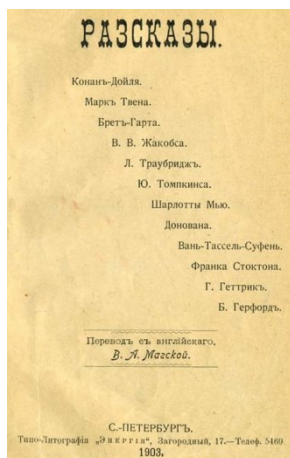 РАЗСКАЗЫ.
Конанъ-Дойля.
Маркъ Твена.
Бретъ-Гарта.
В. В. Жакобса.
Л. Траубриджъ.
Ю. Томпкинса.
Шарлотты Мью.
Донована.
Ванъ-Тассель-Суфенъ.
Франка Стоктона.
Г. Геттрикъ.
Б. Герфордъ.
Переводъ съ англійскаго,
В. А. Магской.
С.-ПЕТЕРБУРГЪ.
Типо-Литографія „Энергія“, Загородный, 17.—Телеф. 5460
1903.